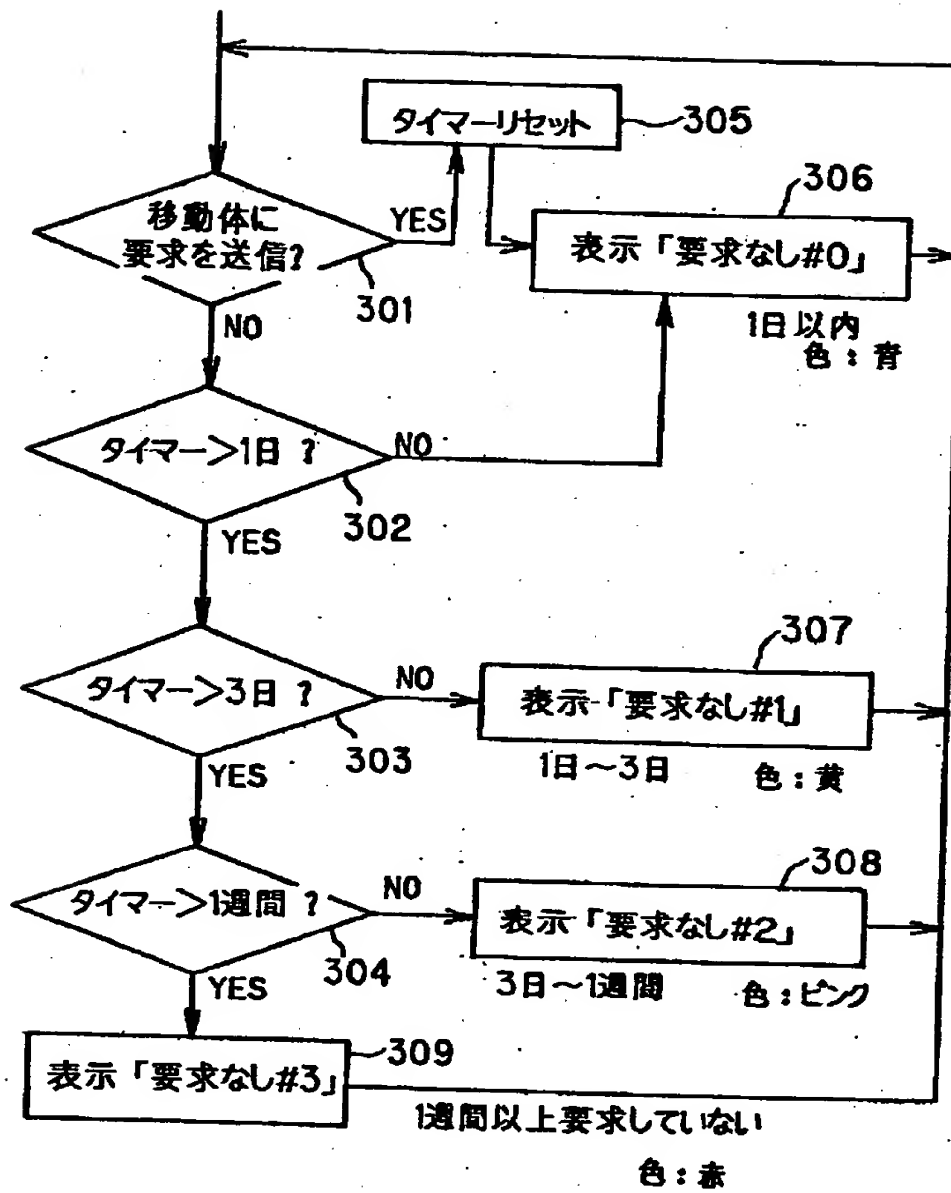 タイマーリセット
305
306
移動体に
要求を送信?
YES
301
表示「要求なし#0」
1日以内
色:青
NO
タイマー>1日 ?
NO
302
YES
307
タイマー>3日 ?
NO
表示「要求なし#1」
303
1日~3日
色:黄
YES
308
タイマー>1週間 ?
NO
表示「要求なし#2」
304
3日~1週間
色:ピンク
YES
309
表示「要求なし#3」
1週間以上要求していない
色:赤